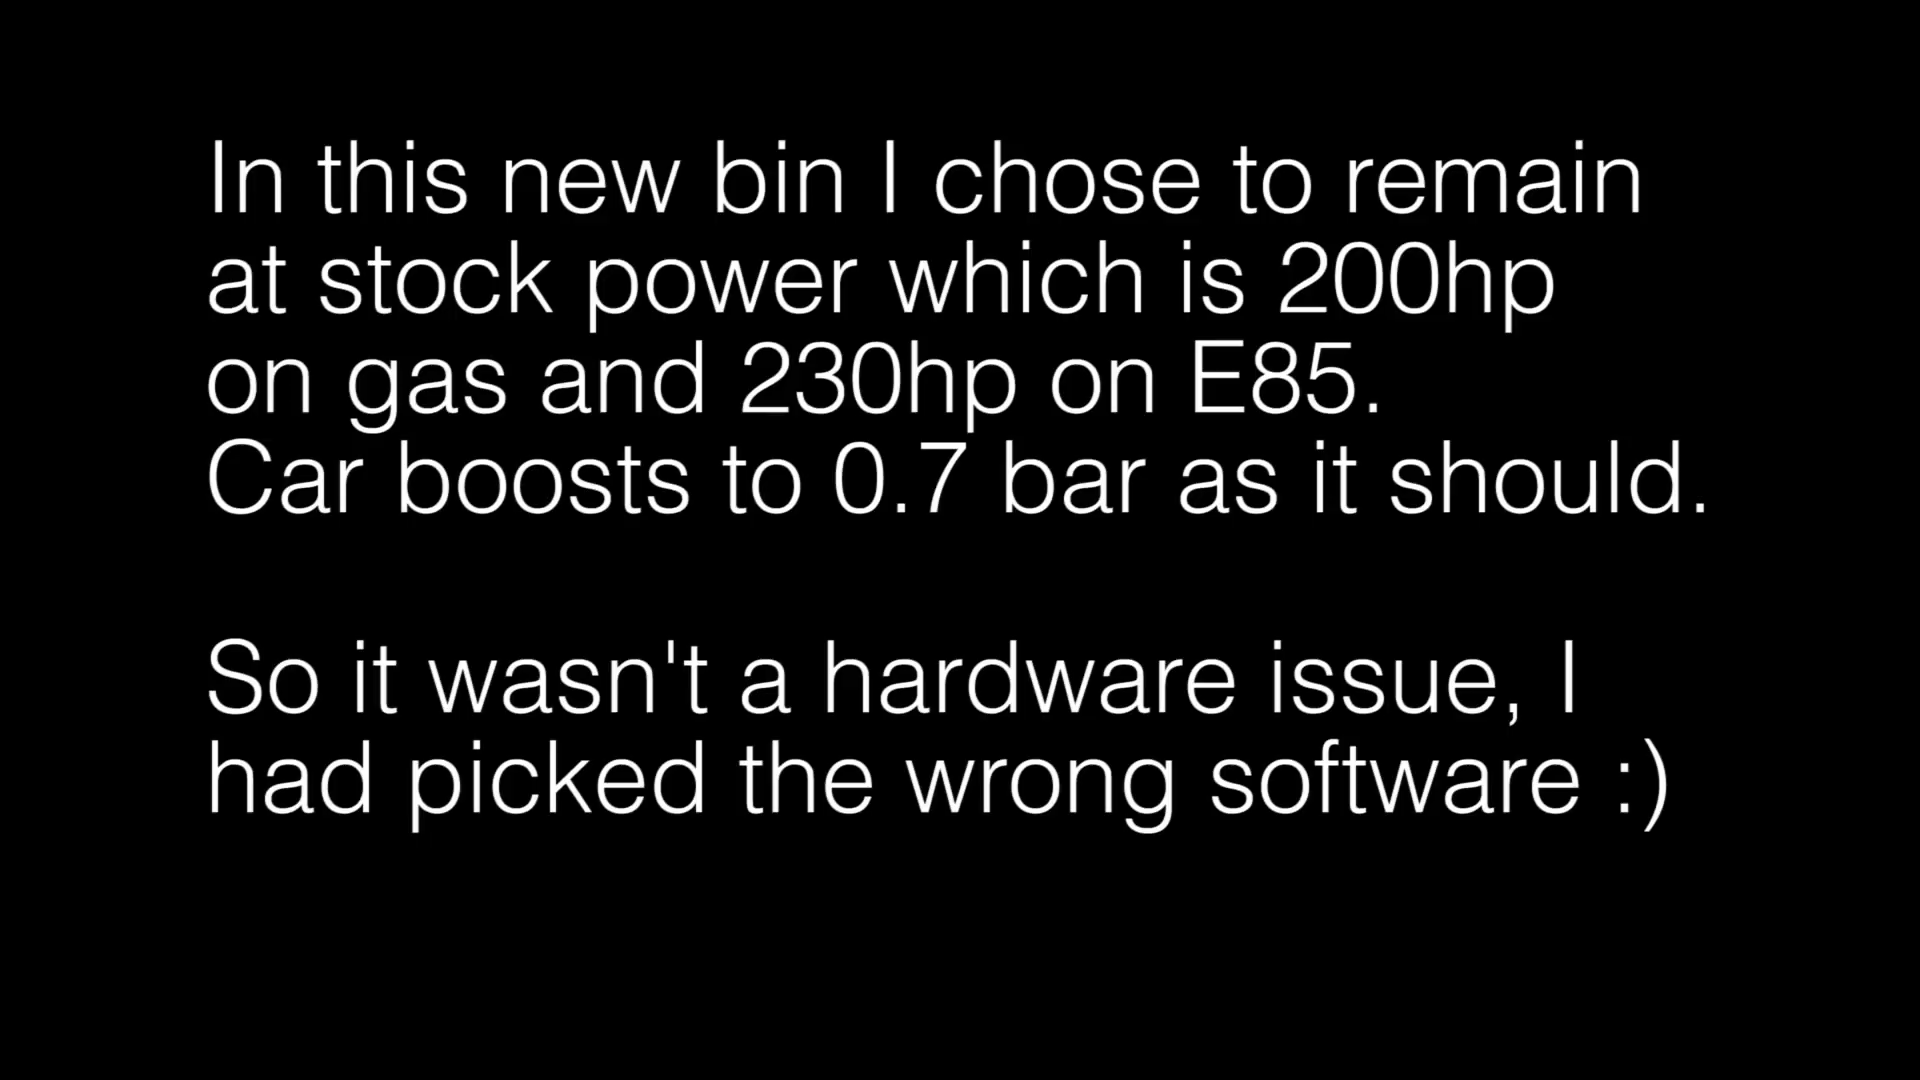 In this new bin I chose to remain
at stock power which is 200hp
on gas and 230hp on E85.
Car boosts to 0.7 bar as it should.
So it wasn't a hardware issue, I
had picked the wrong software :)